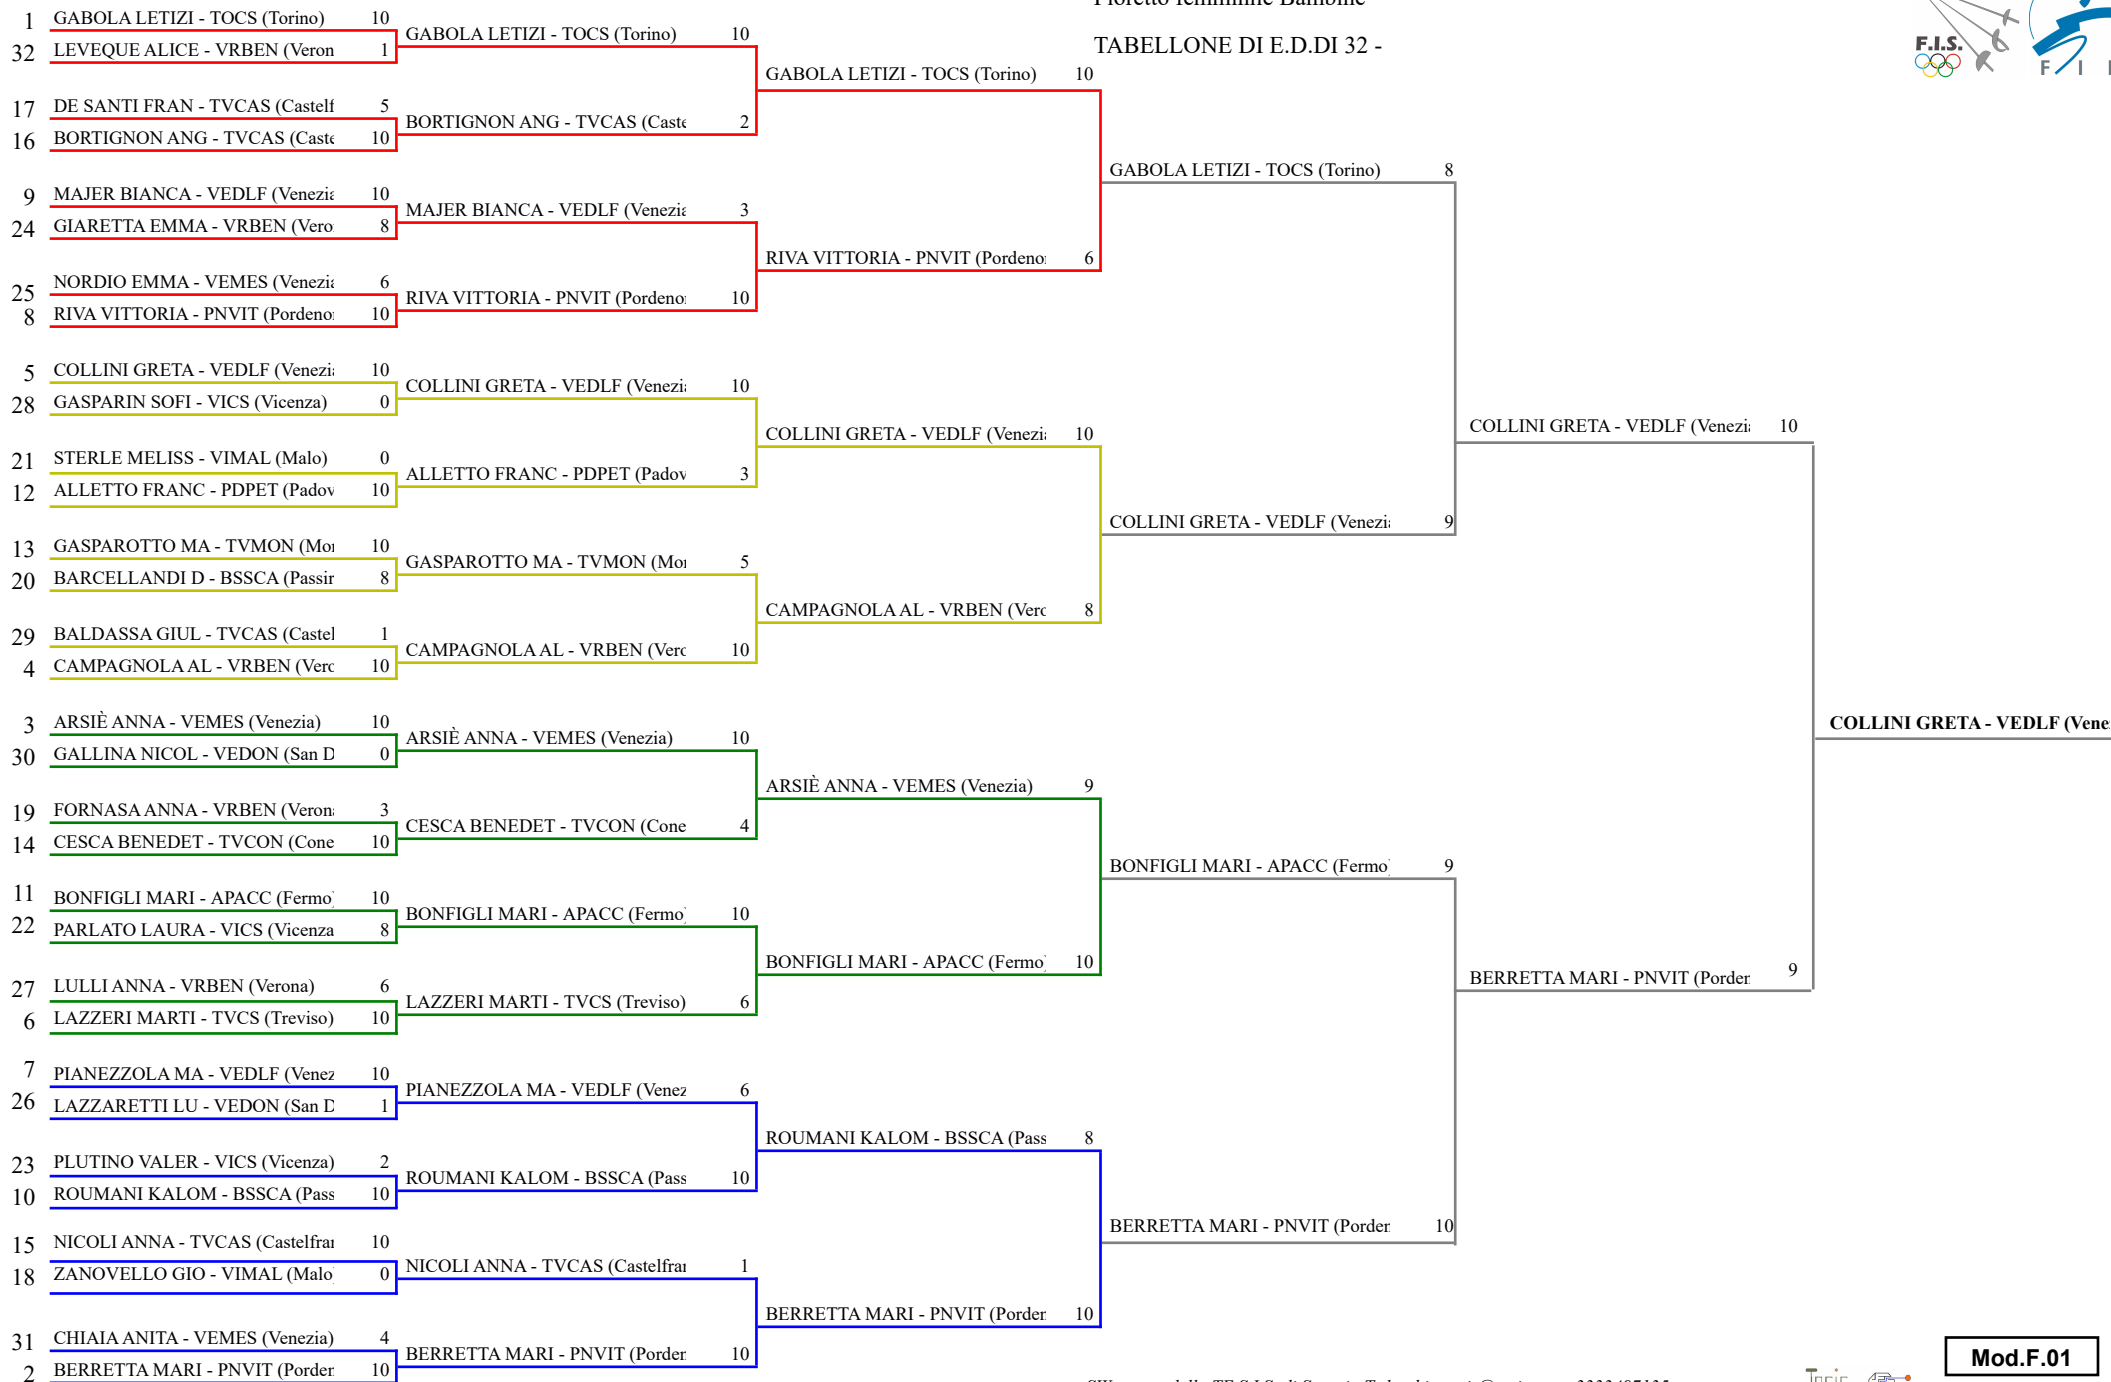 Fioretto femminile Bambine
TABELLONE DI E.D.DI 32 -
F.I.S.
F I
1 GABOLA LETIZI - TOCS (Torino) 10
32 LEVEQUE ALICE - VRBEN (Veron 1
17 DE SANTI FRAN - TVCAS (Castelf 5
16 BORTIGNON ANG - TVCAS (Caste 10
9 MAJER BIANCA - VEDLF (Venezia 10
24 GIARETTA EMMA - VRBEN (Vero 8
25 NORDIO EMMA - VEMES (Venezia 6
8 RIVA VITTORIA - PNVIT (Pordeno 10
5 COLLINI GRETA - VEDLF (Venezi 10
28 GASPARIN SOFI - VICS (Vicenza) 0
21 STERLE MELISS - VIMAL (Malo) 0
12 ALLETTO FRANC - PDPET (Padov 10
13 GASPAROTTO MA - TVMON (Mo 10
20 BARCELLANDI D - BSSCA (Passir 8
29 BALDASSA GIUL - TVCAS (Castel 1
4 CAMPAGNOLA AL - VRBEN (Vero 10
3 ARSIÈ ANNA - VEMES (Venezia) 10
30 GALLINA NICOL - VEDON (San D 0
19 FORNASA ANNA - VRBEN (Verona 3
14 CESCA BENEDET - TVCON (Cone 10
11 BONFIGLI MARI - APACC (Fermo) 10
22 PARLATO LAURA - VICS (Vicenza 8
27 LULLI ANNA - VRBEN (Verona) 6
6 LAZZERI MARTI - TVCS (Treviso) 10
7 PIANEZZOLA MA - VEDLF (Venez 10
26 LAZZARETTI LU - VEDON (San D 1
23 PLUTINO VALER - VICS (Vicenza) 2
10 ROUMANI KALOM - BSSCA (Pass 10
15 NICOLI ANNA - TVCAS (Castelfran 10
18 ZANOVELLO GIO - VIMAL (Malo) 0
31 CHIAIA ANITA - VEMES (Venezia) 4
2 BERRETTA MARI - PNVIT (Porden 10
GABOLA LETIZI - TOCS (Torino) 10
BORTIGNON ANG - TVCAS (Caste 2
MAJER BIANCA - VEDLF (Venezia 3
RIVA VITTORIA - PNVIT (Pordeno 10
COLLINI GRETA - VEDLF (Venezi 10
ALLETTO FRANC - PDPET (Padov 3
GASPAROTTO MA - TVMON (Mo 5
CAMPAGNOLA AL - VRBEN (Vero 10
ARSIÈ ANNA - VEMES (Venezia) 10
CESCA BENEDET - TVCON (Cone 4
BONFIGLI MARI - APACC (Fermo) 10
LAZZERI MARTI - TVCS (Treviso) 6
PIANEZZOLA MA - VEDLF (Venez 6
ROUMANI KALOM - BSSCA (Pass 10
NICOLI ANNA - TVCAS (Castelfran 1
BERRETTA MARI - PNVIT (Porden 10
GABOLA LETIZI - TOCS (Torino) 10
RIVA VITTORIA - PNVIT (Pordeno 6
COLLINI GRETA - VEDLF (Venezi 10
CAMPAGNOLA AL - VRBEN (Vero 8
ARSIÈ ANNA - VEMES (Venezia) 9
BONFIGLI MARI - APACC (Fermo) 10
ROUMANI KALOM - BSSCA (Pass 8
BERRETTA MARI - PNVIT (Porden 10
GABOLA LETIZI - TOCS (Torino) 8
COLLINI GRETA - VEDLF (Venezi 9
BONFIGLI MARI - APACC (Fermo) 9
BERRETTA MARI - PNVIT (Porden 10
COLLINI GRETA - VEDLF (Venezi 10
BERRETTA MARI - PNVIT (Porden 9
COLLINI GRETA - VEDLF (Vene
Mod.F.01